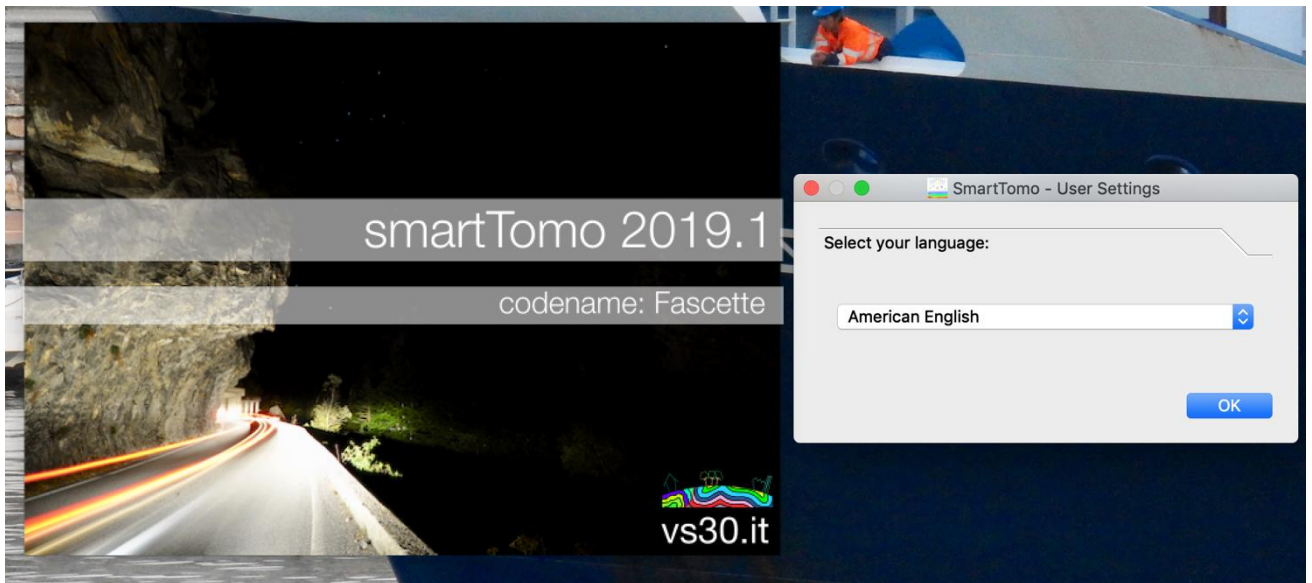 smartTomo 2019.1
codename: Fascette
vs30.it
SmartTomo - User Settings
Select your language:
American English
OK